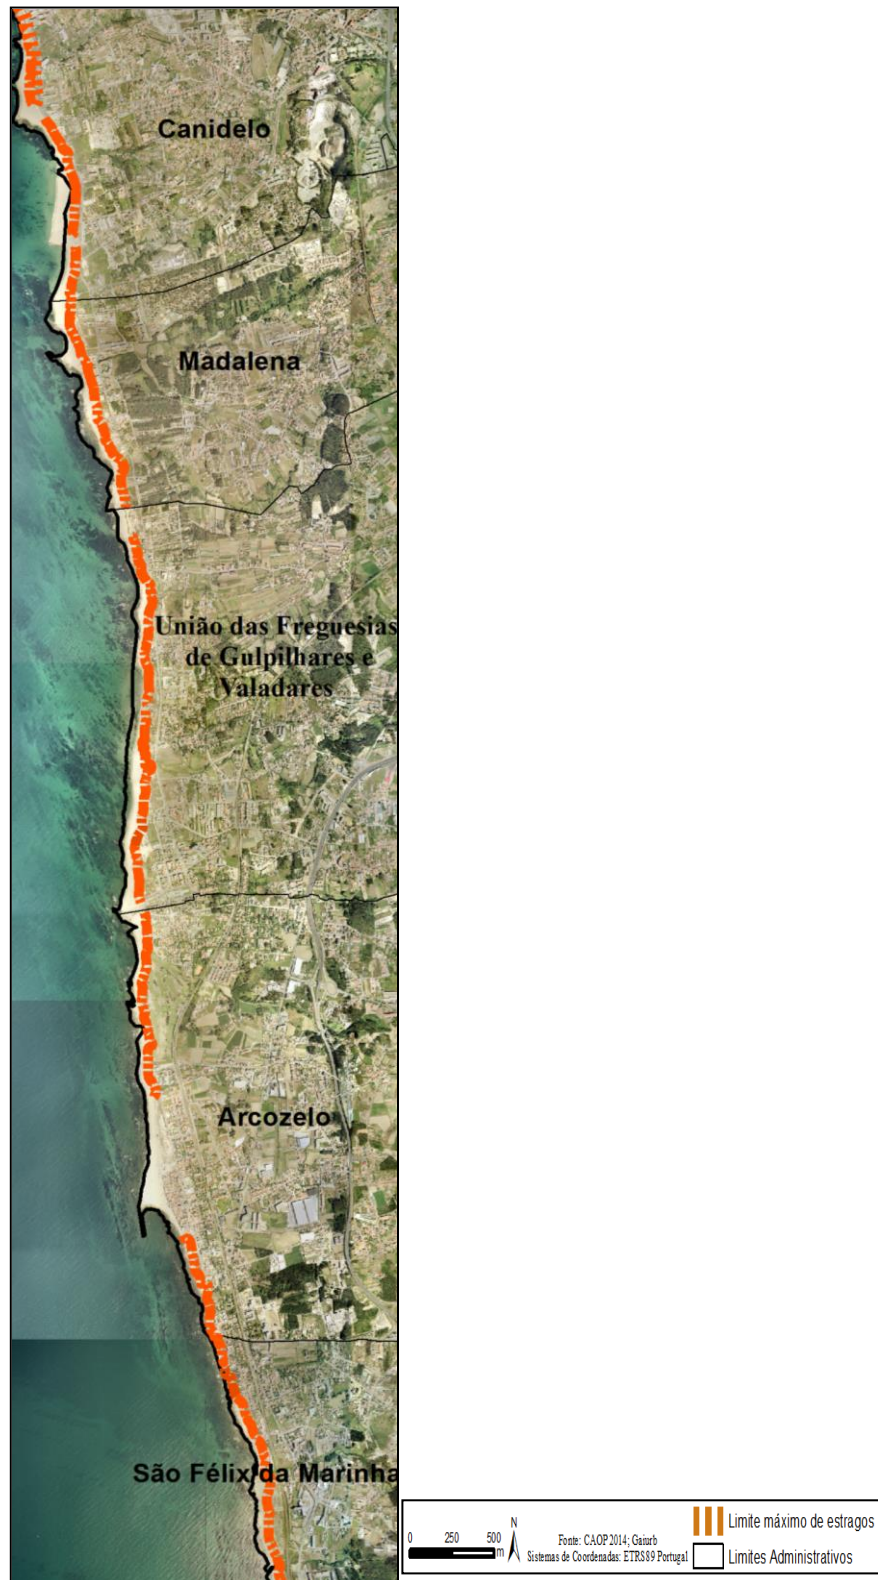 Canidelo
Madalena
União das Freguesias
de Gulpilhares e
Valadares
Arcozelo
São Félix da Marinha
0 250 500
m
N
Fonte: CAOP 2014; Gaiurb
Sistemas de Coordenadas: ETRS89 Portugal
Limite máximo de estragos
Limites Administrativos